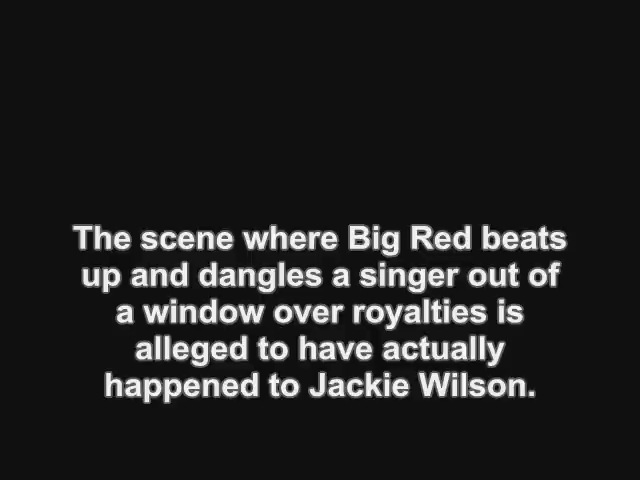 The scene where Big Red beats
up and dangles a singer out of
a window over royalties is
alleged to have actually
happened to Jackie Wilson.